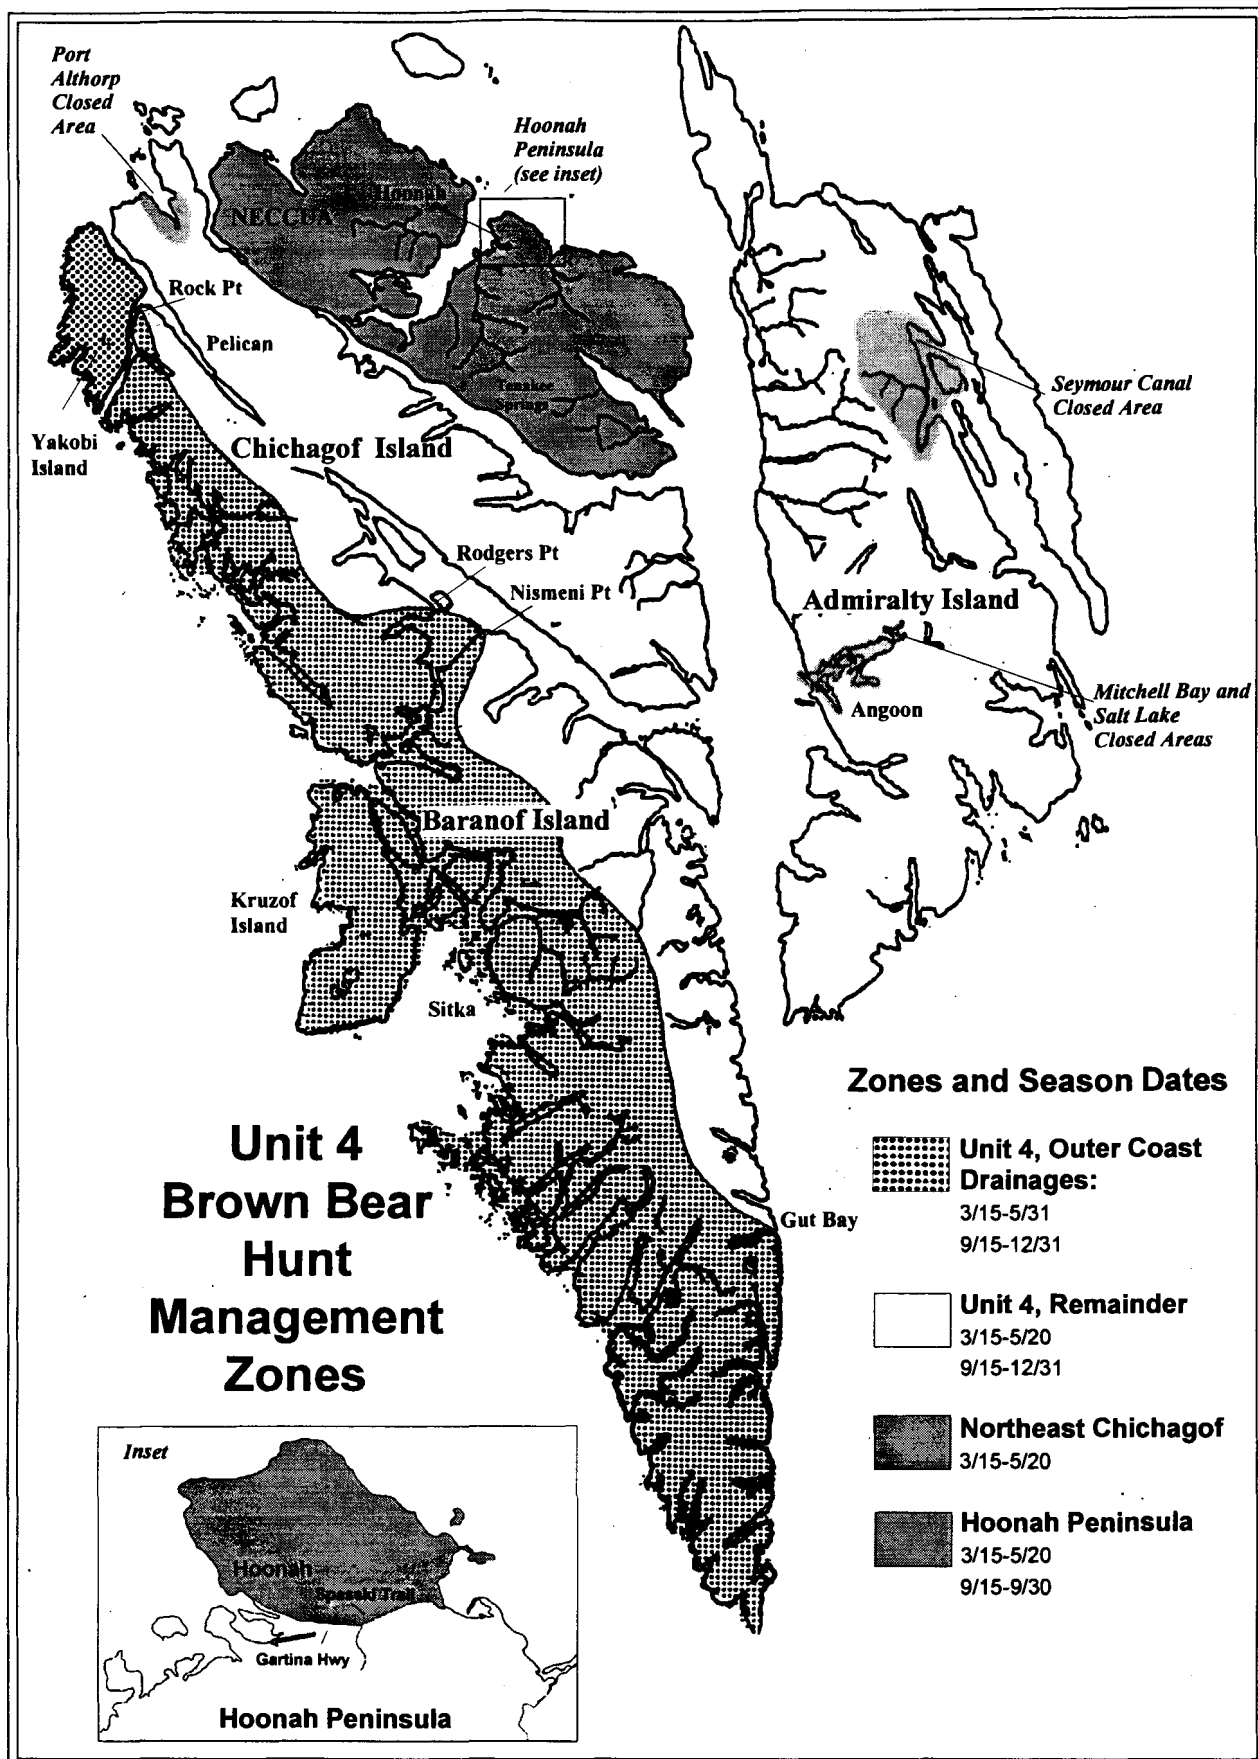 Port
Althorp
Closed
Area
Hoonah
Peninsula
(see inset)
Hoonah
NECCUA
Rock Pt
Pelican
Tenakee
Springs
Seymour Canal
Closed Area
Yakobi
Island
Chichagof Island
Rodgers Pt
Nismeni Pt
Admiralty Island
Angoon
Mitchell Bay and
Salt Lake
Closed Areas
Baranof Island
Kruzof
Island
Sitka
Gut Bay
Unit 4
Brown Bear
Hunt
Management
Zones
Zones and Season Dates
Unit 4, Outer Coast
Drainages:
3/15-5/31
9/15-12/31
Unit 4, Remainder
3/15-5/20
9/15-12/31
Northeast Chichagof
3/15-5/20
Hoonah Peninsula
3/15-5/20
9/15-9/30
Inset
Hoonah
Spasski Trail
Gartina Hwy
Hoonah Peninsula